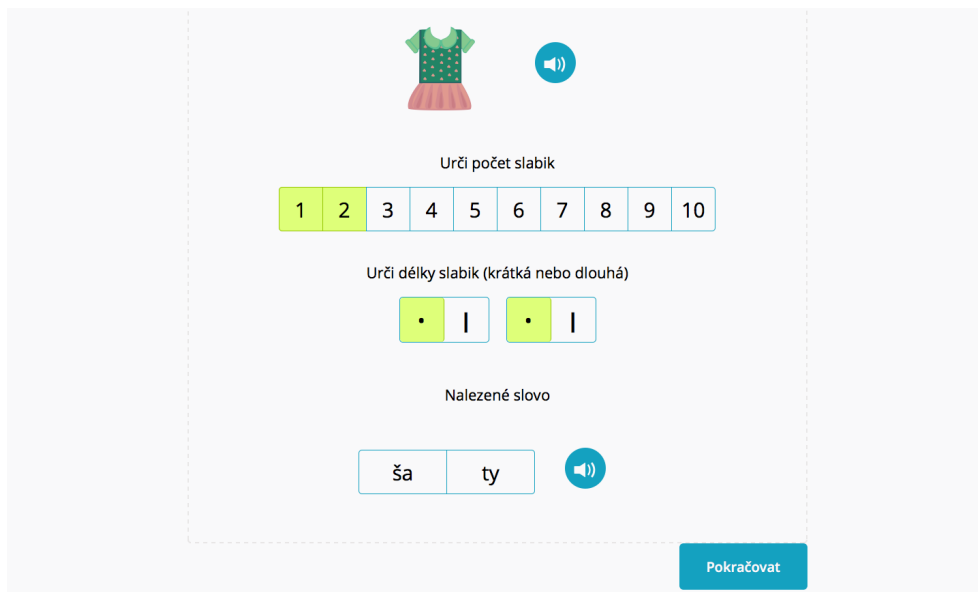 Urči počet slabik
1 2 3 4 5 6 7 8 9 10
Urči délky slabik (krátká nebo dlouhá)
• | • |
Nalezené slovo
ša ty
Pokračovat